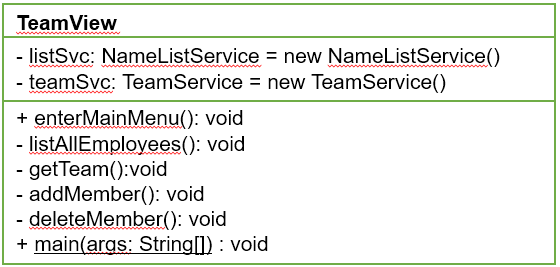 TeamView
- listSvc: NameListService = new NameListService()
- teamSvc: TeamService = new TeamService()
+ enterMainMenu(): void
- listAllEmployees(): void
- getTeam():void
- addMember(): void
- deleteMember(): void
+ main(args: String[]) : void